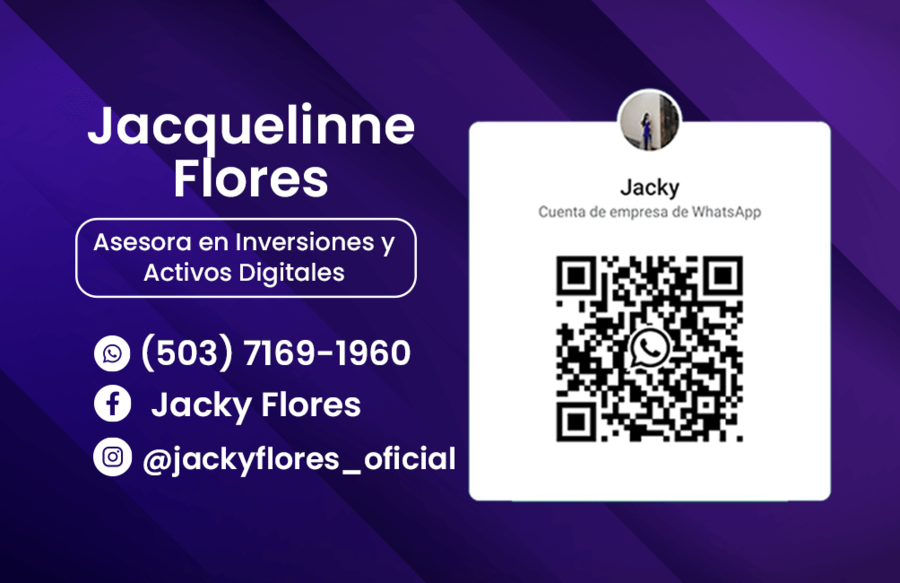 Jacquelinne
Flores
Asesora en Inversiones y
Activos Digitales
(503) 7169-1960
Jacky Flores
@jackyflores_oficial
Jacky
Cuenta de empresa de WhatsApp